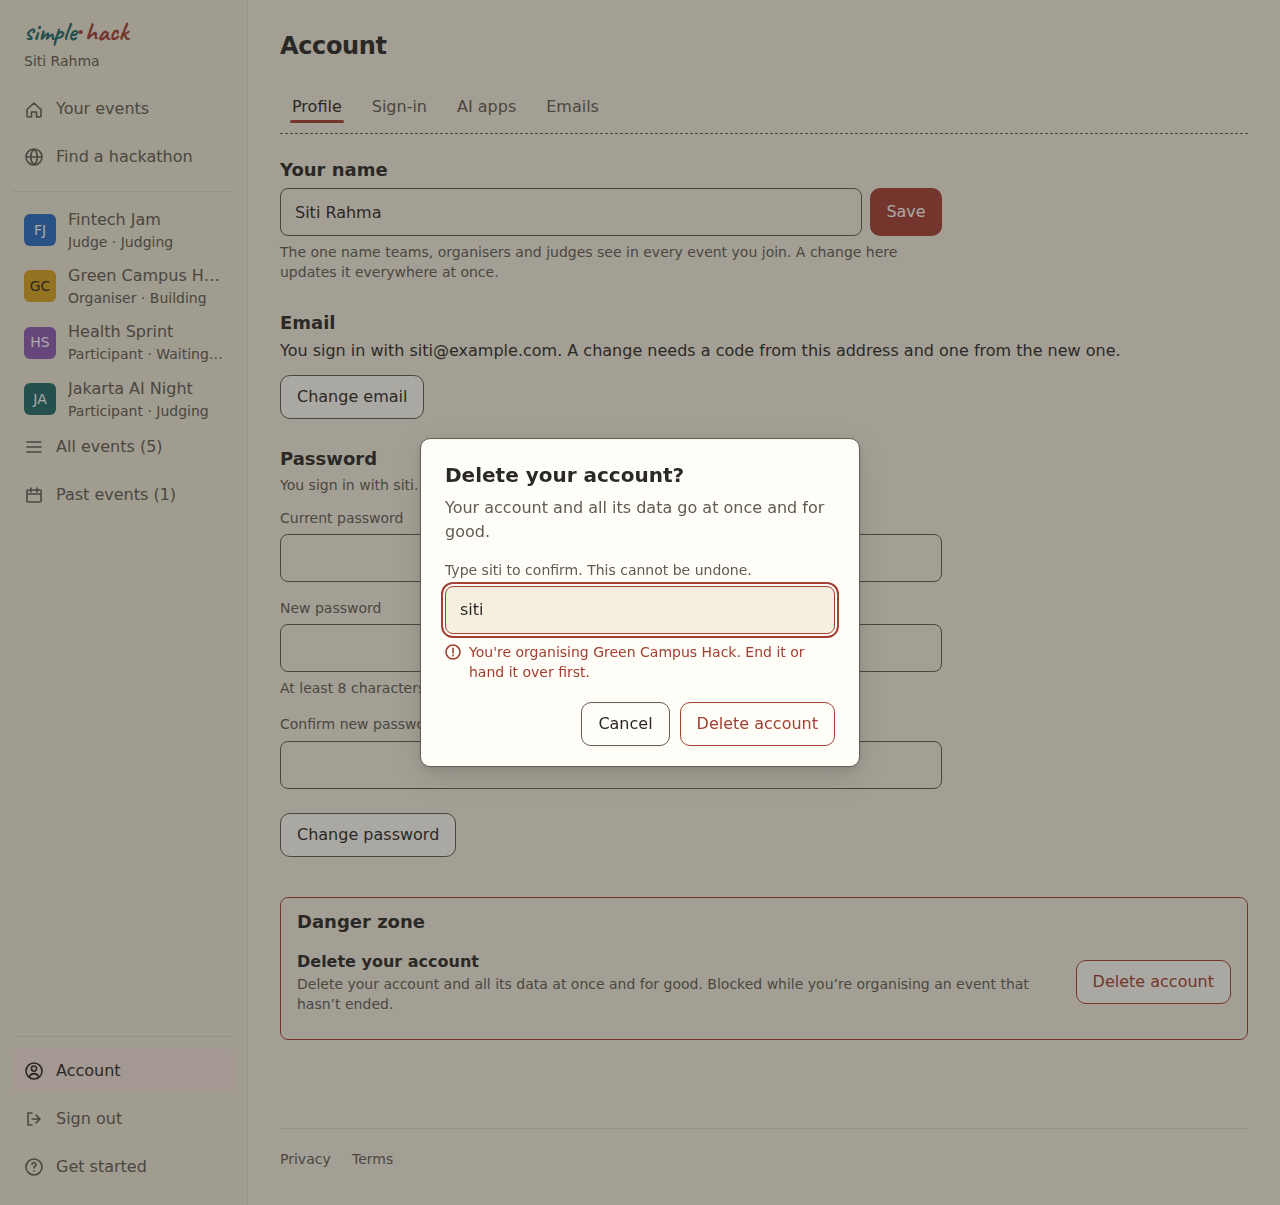 simple·hack
Siti Rahma
Your events
Find a hackathon
FJ
Fintech Jam
Judge · Judging
GC
Green Campus H…
Organiser · Building
HS
Health Sprint
Participant · Waiting…
JA
Jakarta AI Night
Participant · Judging
All events (5)
Past events (1)
Account
Sign out
Get started
Account
Profile
Sign-in
AI apps
Emails
Your name
Siti Rahma
Save
The one name teams, organisers and judges see in every event you join. A change here
updates it everywhere at once.
Email
You sign in with siti@example.com. A change needs a code from this address and one from the new one.
Change email
Password
You sign in with siti.
Current password
New password
At least 8 characters
Confirm new passwo
Change password
Delete your account?
Your account and all its data go at once and for
good.
Type siti to confirm. This cannot be undone.
siti
You're organising Green Campus Hack. End it or
hand it over first.
Cancel
Delete account
Danger zone
Delete your account
Delete your account and all its data at once and for good. Blocked while you’re organising an event that
hasn’t ended.
Delete account
Privacy
Terms